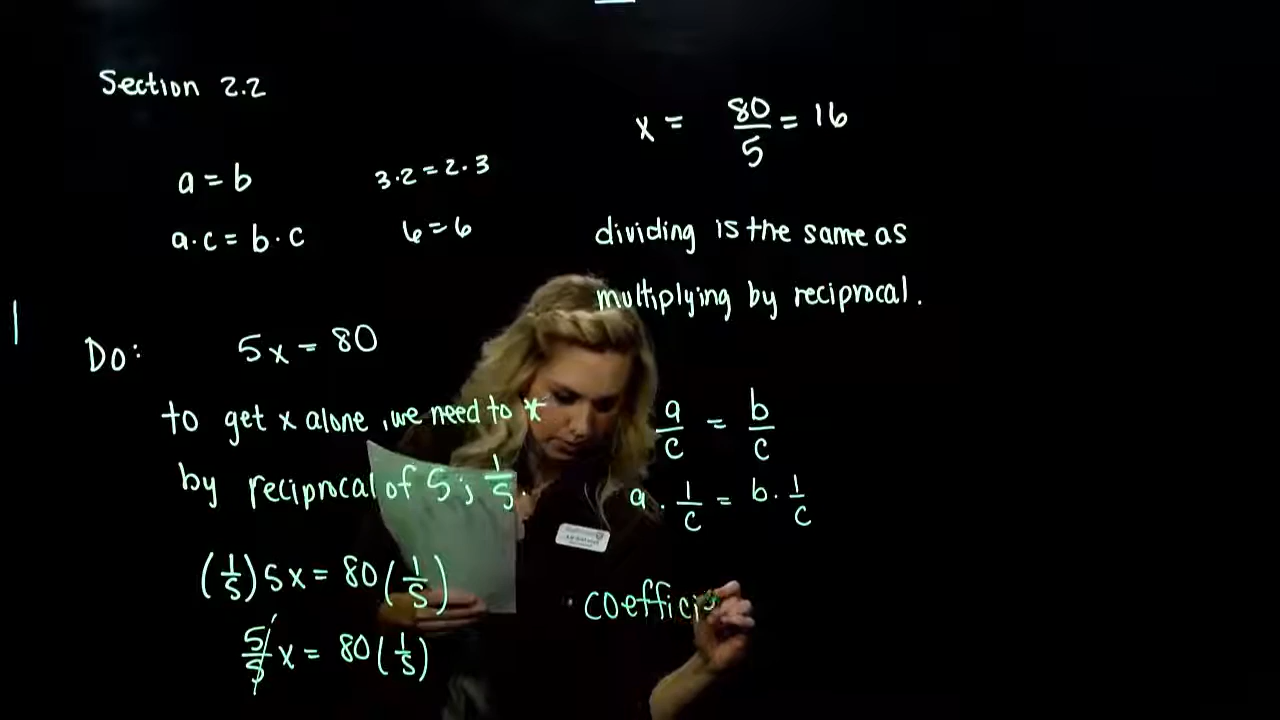 Section 2.2
a = b
3·2 = 2·3
a·c = b·c
6 = 6
Do: 5x = 80
to get x alone, we need to *
by reciprocal of 5; 1/5.
(1/5)5x = 80(1/5)
5/5 x = 80(1/5)
x = 80/5 = 16
dividing is the same as
multiplying by reciprocal.
a/c = b/c
a · 1/c = b · 1/c
· coeffici